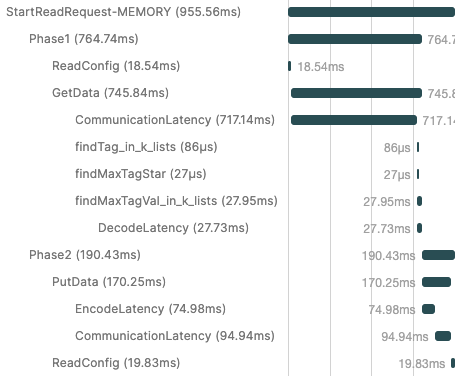 StartReadRequest-MEMORY (955.56ms)
Phase1 (764.74ms) 764.7
ReadConfig (18.54ms) 18.54ms
GetData (745.84ms) 745.8
CommunicationLatency (717.14ms) 717.14
findTag_in_k_lists (86μs) 86μs
findMaxTagStar (27μs) 27μs
findMaxTagVal_in_k_lists (27.95ms) 27.95ms
DecodeLatency (27.73ms) 27.73ms
Phase2 (190.43ms) 190.43ms
PutData (170.25ms) 170.25ms
EncodeLatency (74.98ms) 74.98ms
CommunicationLatency (94.94ms) 94.94ms
ReadConfig (19.83ms) 19.83ms